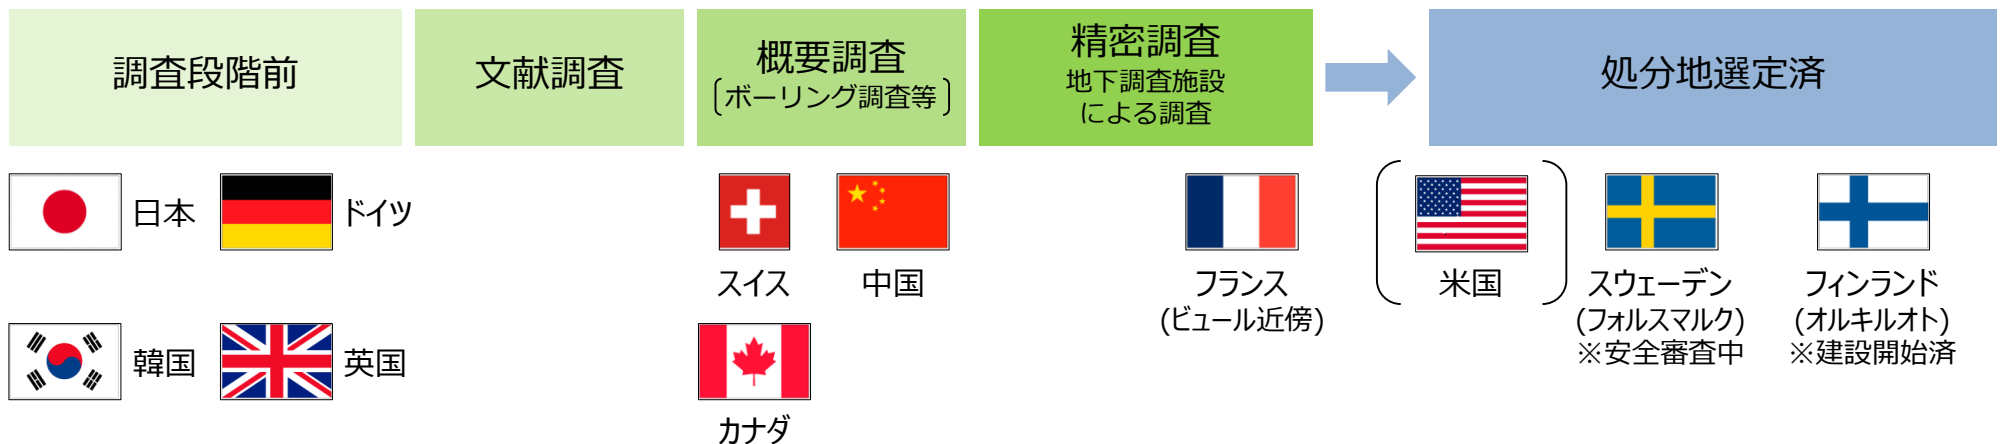 調査段階前
文献調査
概要調査
〔ボーリング調査等〕
精密調査
地下調査施設
による調査
処分地選定済
日本
ドイツ
韓国
英国
スイス
中国
カナダ
フランス
(ビュール近傍)
米国
スウェーデン
(フォルスマルク)
※安全審査中
フィンランド
(オルキルオト)
※建設開始済